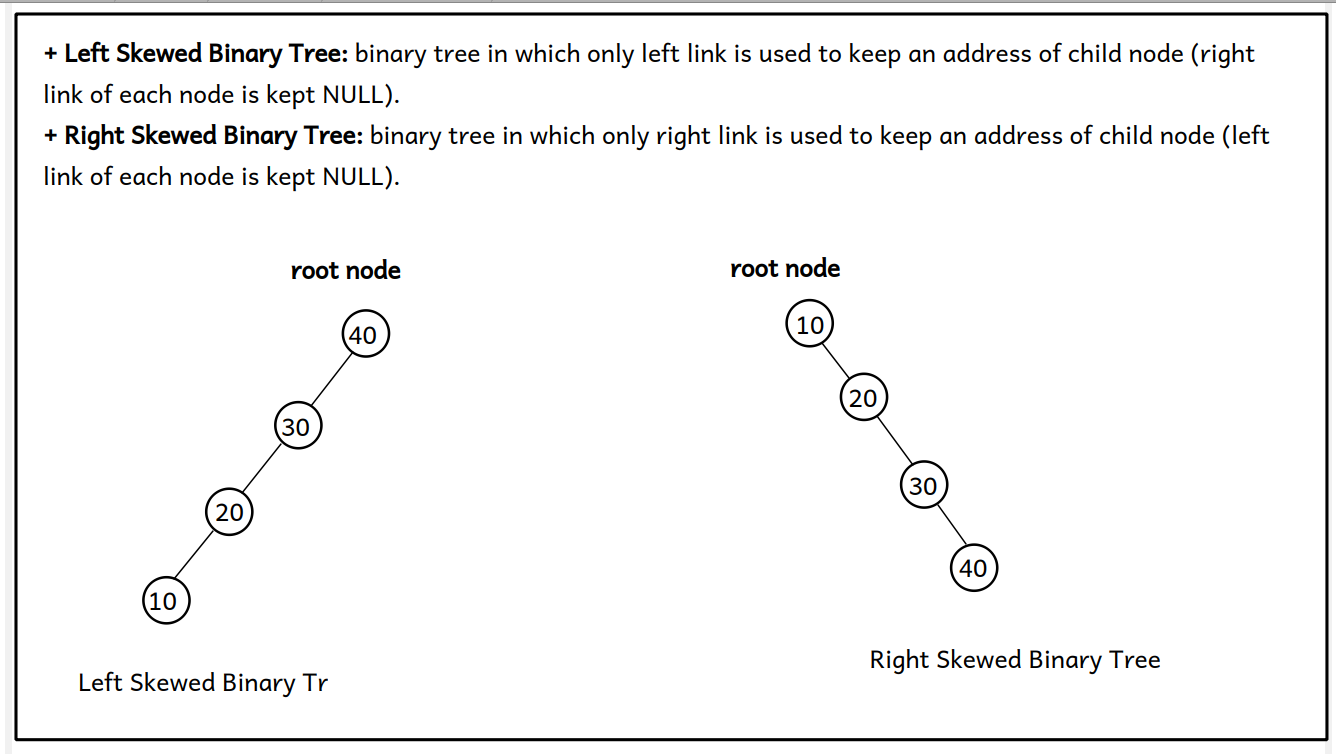 + Left Skewed Binary Tree: binary tree in which only left link is used to keep an address of child node (right
link of each node is kept NULL).
+ Right Skewed Binary Tree: binary tree in which only right link is used to keep an address of child node (left
link of each node is kept NULL).
root node
40
30
20
10
Left Skewed Binary Tr
root node
10
20
30
40
Right Skewed Binary Tree